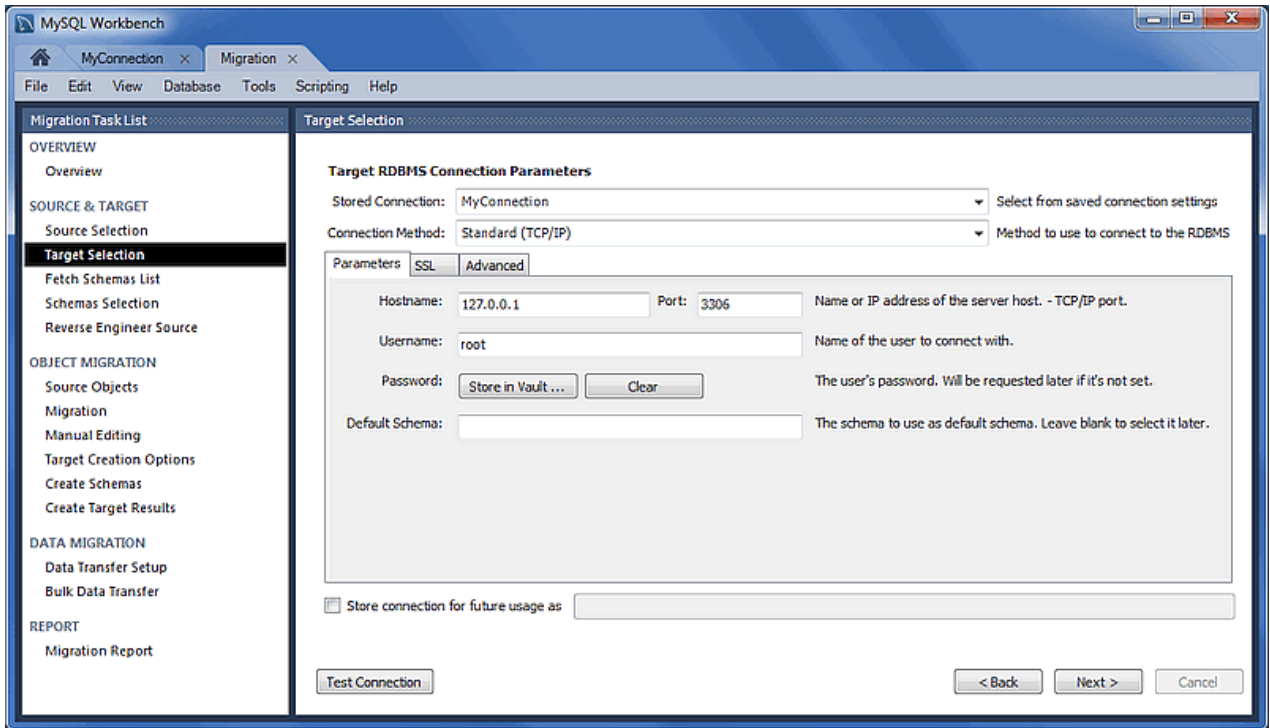 MySQL Workbench
MyConnection
Migration
File Edit View Database Tools Scripting Help
Migration Task List
OVERVIEW
Overview
SOURCE & TARGET
Source Selection
Target Selection
Fetch Schemas List
Schemas Selection
Reverse Engineer Source
OBJECT MIGRATION
Source Objects
Migration
Manual Editing
Target Creation Options
Create Schemas
Create Target Results
DATA MIGRATION
Data Transfer Setup
Bulk Data Transfer
REPORT
Migration Report
Target Selection
Target RDBMS Connection Parameters
Stored Connection: MyConnection Select from saved connection settings
Connection Method: Standard (TCP/IP) Method to use to connect to the RDBMS
Parameters SSL Advanced
Hostname: 127.0.0.1 Port: 3306 Name or IP address of the server host. - TCP/IP port.
Username: root Name of the user to connect with.
Password: Store in Vault ... Clear The user's password. Will be requested later if it's not set.
Default Schema: The schema to use as default schema. Leave blank to select it later.
Store connection for future usage as
Test Connection < Back Next > Cancel